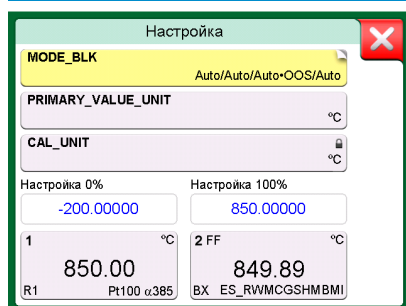 Настройка
MODE_BLK
Auto/Auto/Auto•OOS/Auto
PRIMARY_VALUE_UNIT
°C
CAL_UNIT
°C
Настройка 0% Настройка 100%
-200.00000 850.00000
1 °C 2 FF °C
850.00 849.89
R1 Pt100 α385 BX ES_RWMCGSHMBMI